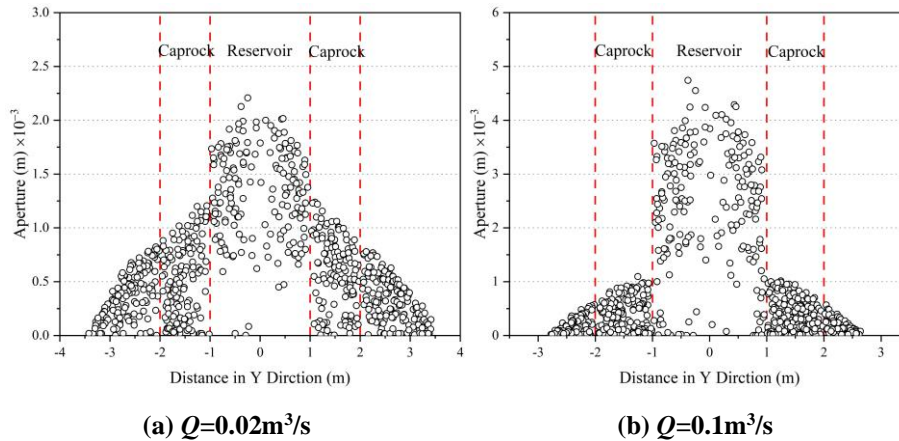 (a)
3.0
2.5
2.0
1.5
1.0
0.5
0.0
Aperture (m) ×10⁻³
Caprock
Reservoir
Caprock
-4 -3 -2 -1 0 1 2 3 4
Distance in Y Dirction (m)
(a) Q=0.02m³/s
(b)
6
5
4
3
2
1
0
Aperture (m) ×10⁻³
Caprock
Reservoir
Caprock
-3 -2 -1 0 1 2 3
Distance in Y Dirction (m)
(b) Q=0.1m³/s